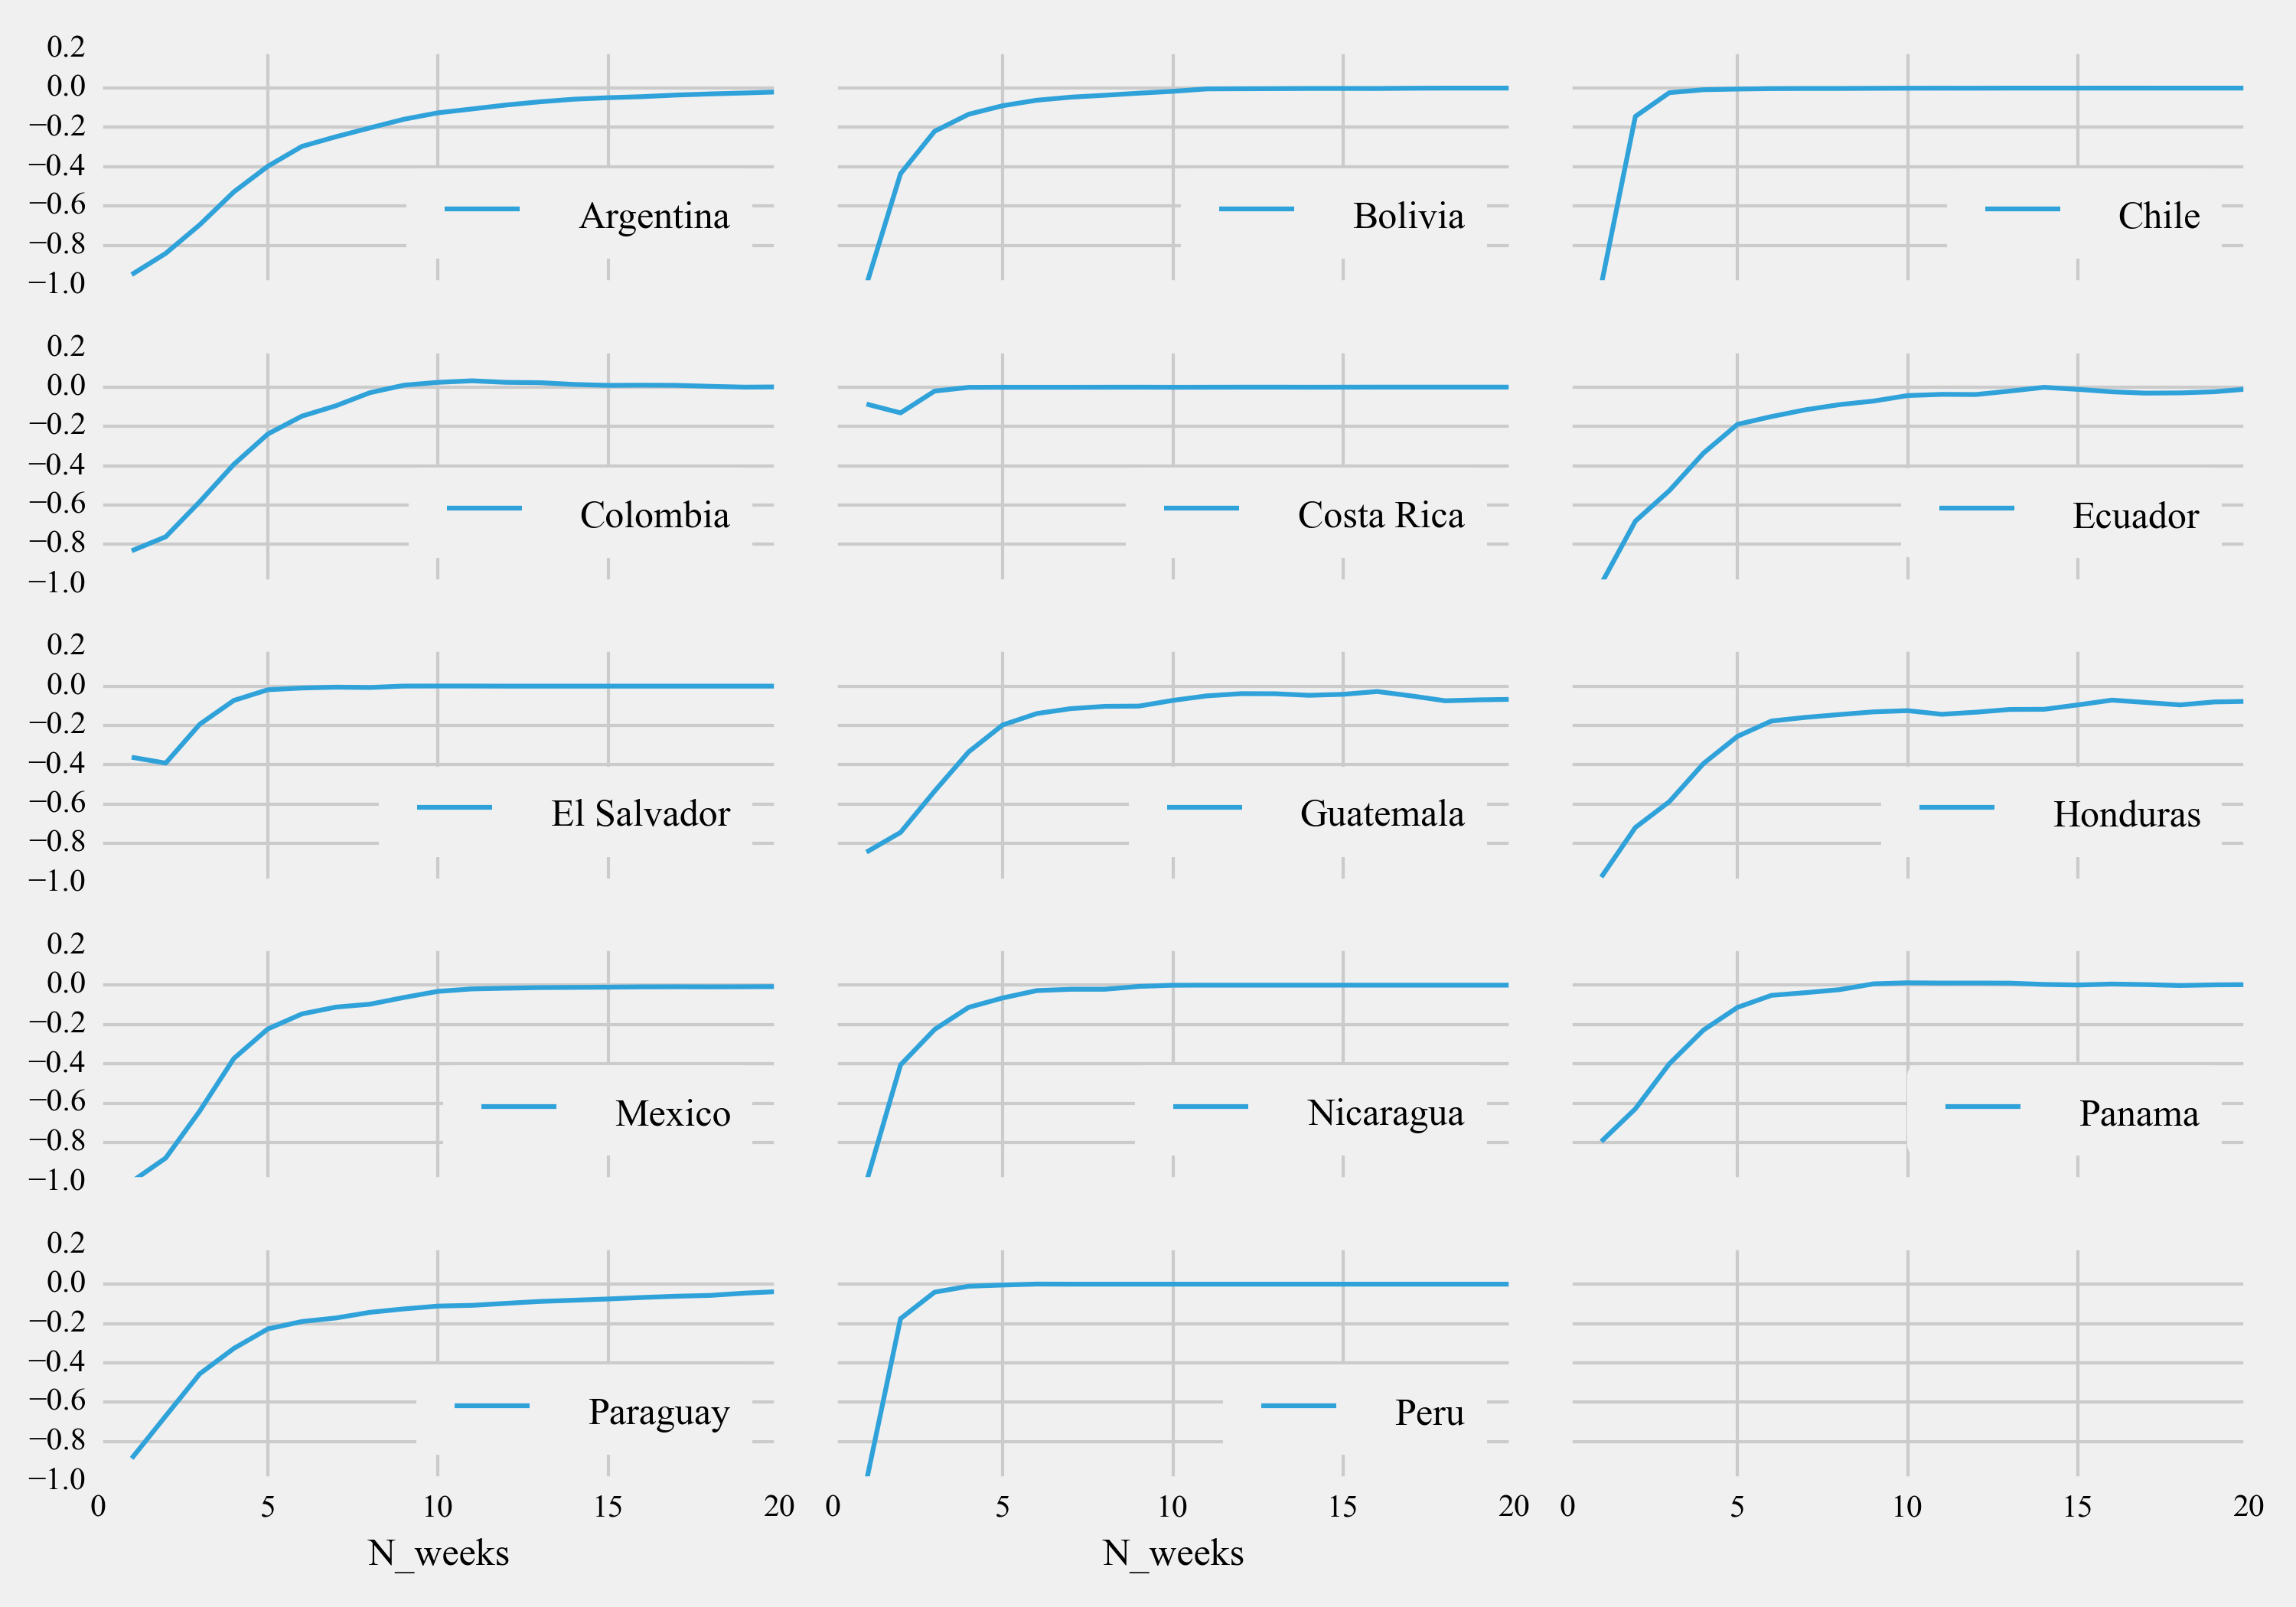 0.2
0.0
−0.2
−0.4
−0.6
−0.8
−1.0
Argentina
Bolivia
Chile
0.2
0.0
−0.2
−0.4
−0.6
−0.8
−1.0
Colombia
Costa Rica
Ecuador
0.2
0.0
−0.2
−0.4
−0.6
−0.8
−1.0
El Salvador
Guatemala
Honduras
0.2
0.0
−0.2
−0.4
−0.6
−0.8
−1.0
Mexico
Nicaragua
Panama
0.2
0.0
−0.2
−0.4
−0.6
−0.8
−1.0
Paraguay
Peru
0 5 10 15 20
0 5 10 15 20
0 5 10 15 20
N_weeks
N_weeks